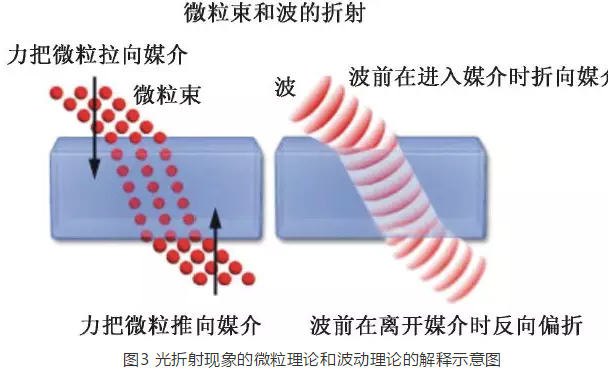 微粒束和波的折射
力把微粒拉向媒介
微粒束
波
波前在进入媒介时折向媒介
力把微粒推向媒介
波前在离开媒介时反向偏折
图3 光折射现象的微粒理论和波动理论的解释示意图